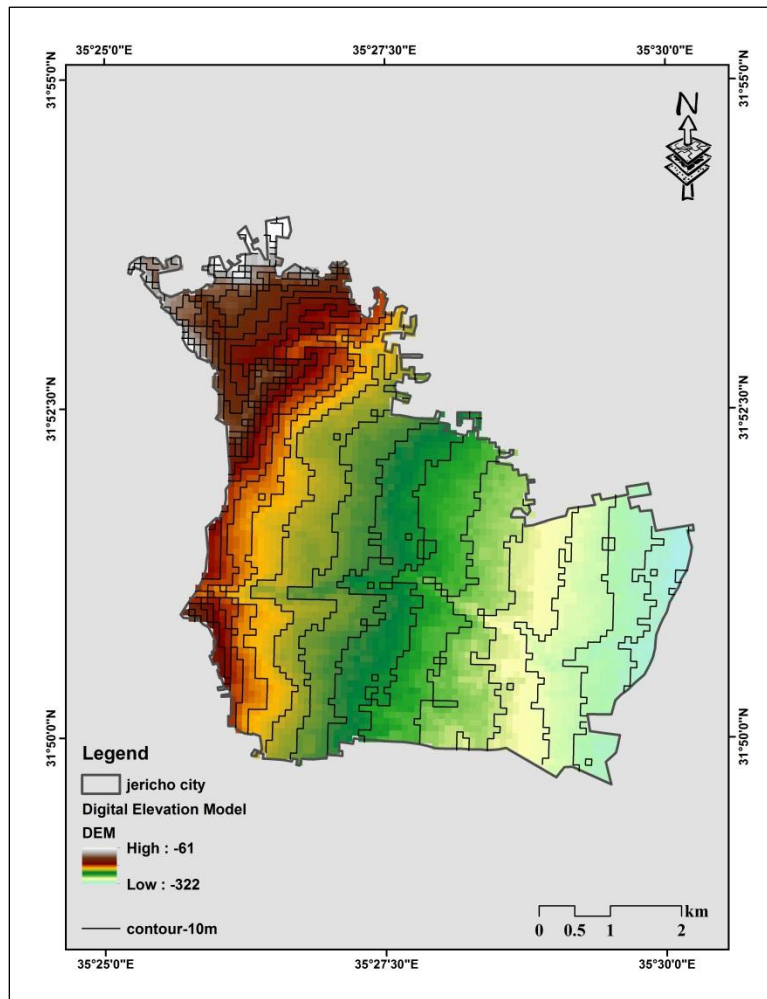 35°25'0"E 35°27'30"E 35°30'0"E
31°55'0"N 31°55'0"N
N
31°52'30"N 31°52'30"N
31°50'0"N 31°50'0"N
Legend
jericho city
Digital Elevation Model
DEM
High : -61
Low : -322
contour-10m
km
0 0.5 1 2
35°25'0"E 35°27'30"E 35°30'0"E